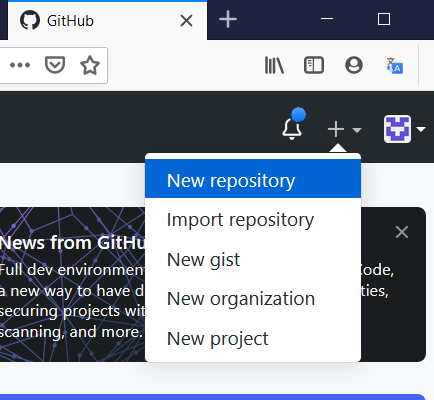 GitHub
New repository
Import repository
New gist
New organization
New project
News from GitHu
Full dev environmen Code,
a new way to have d ties,
securing projects wit
scanning, and more.